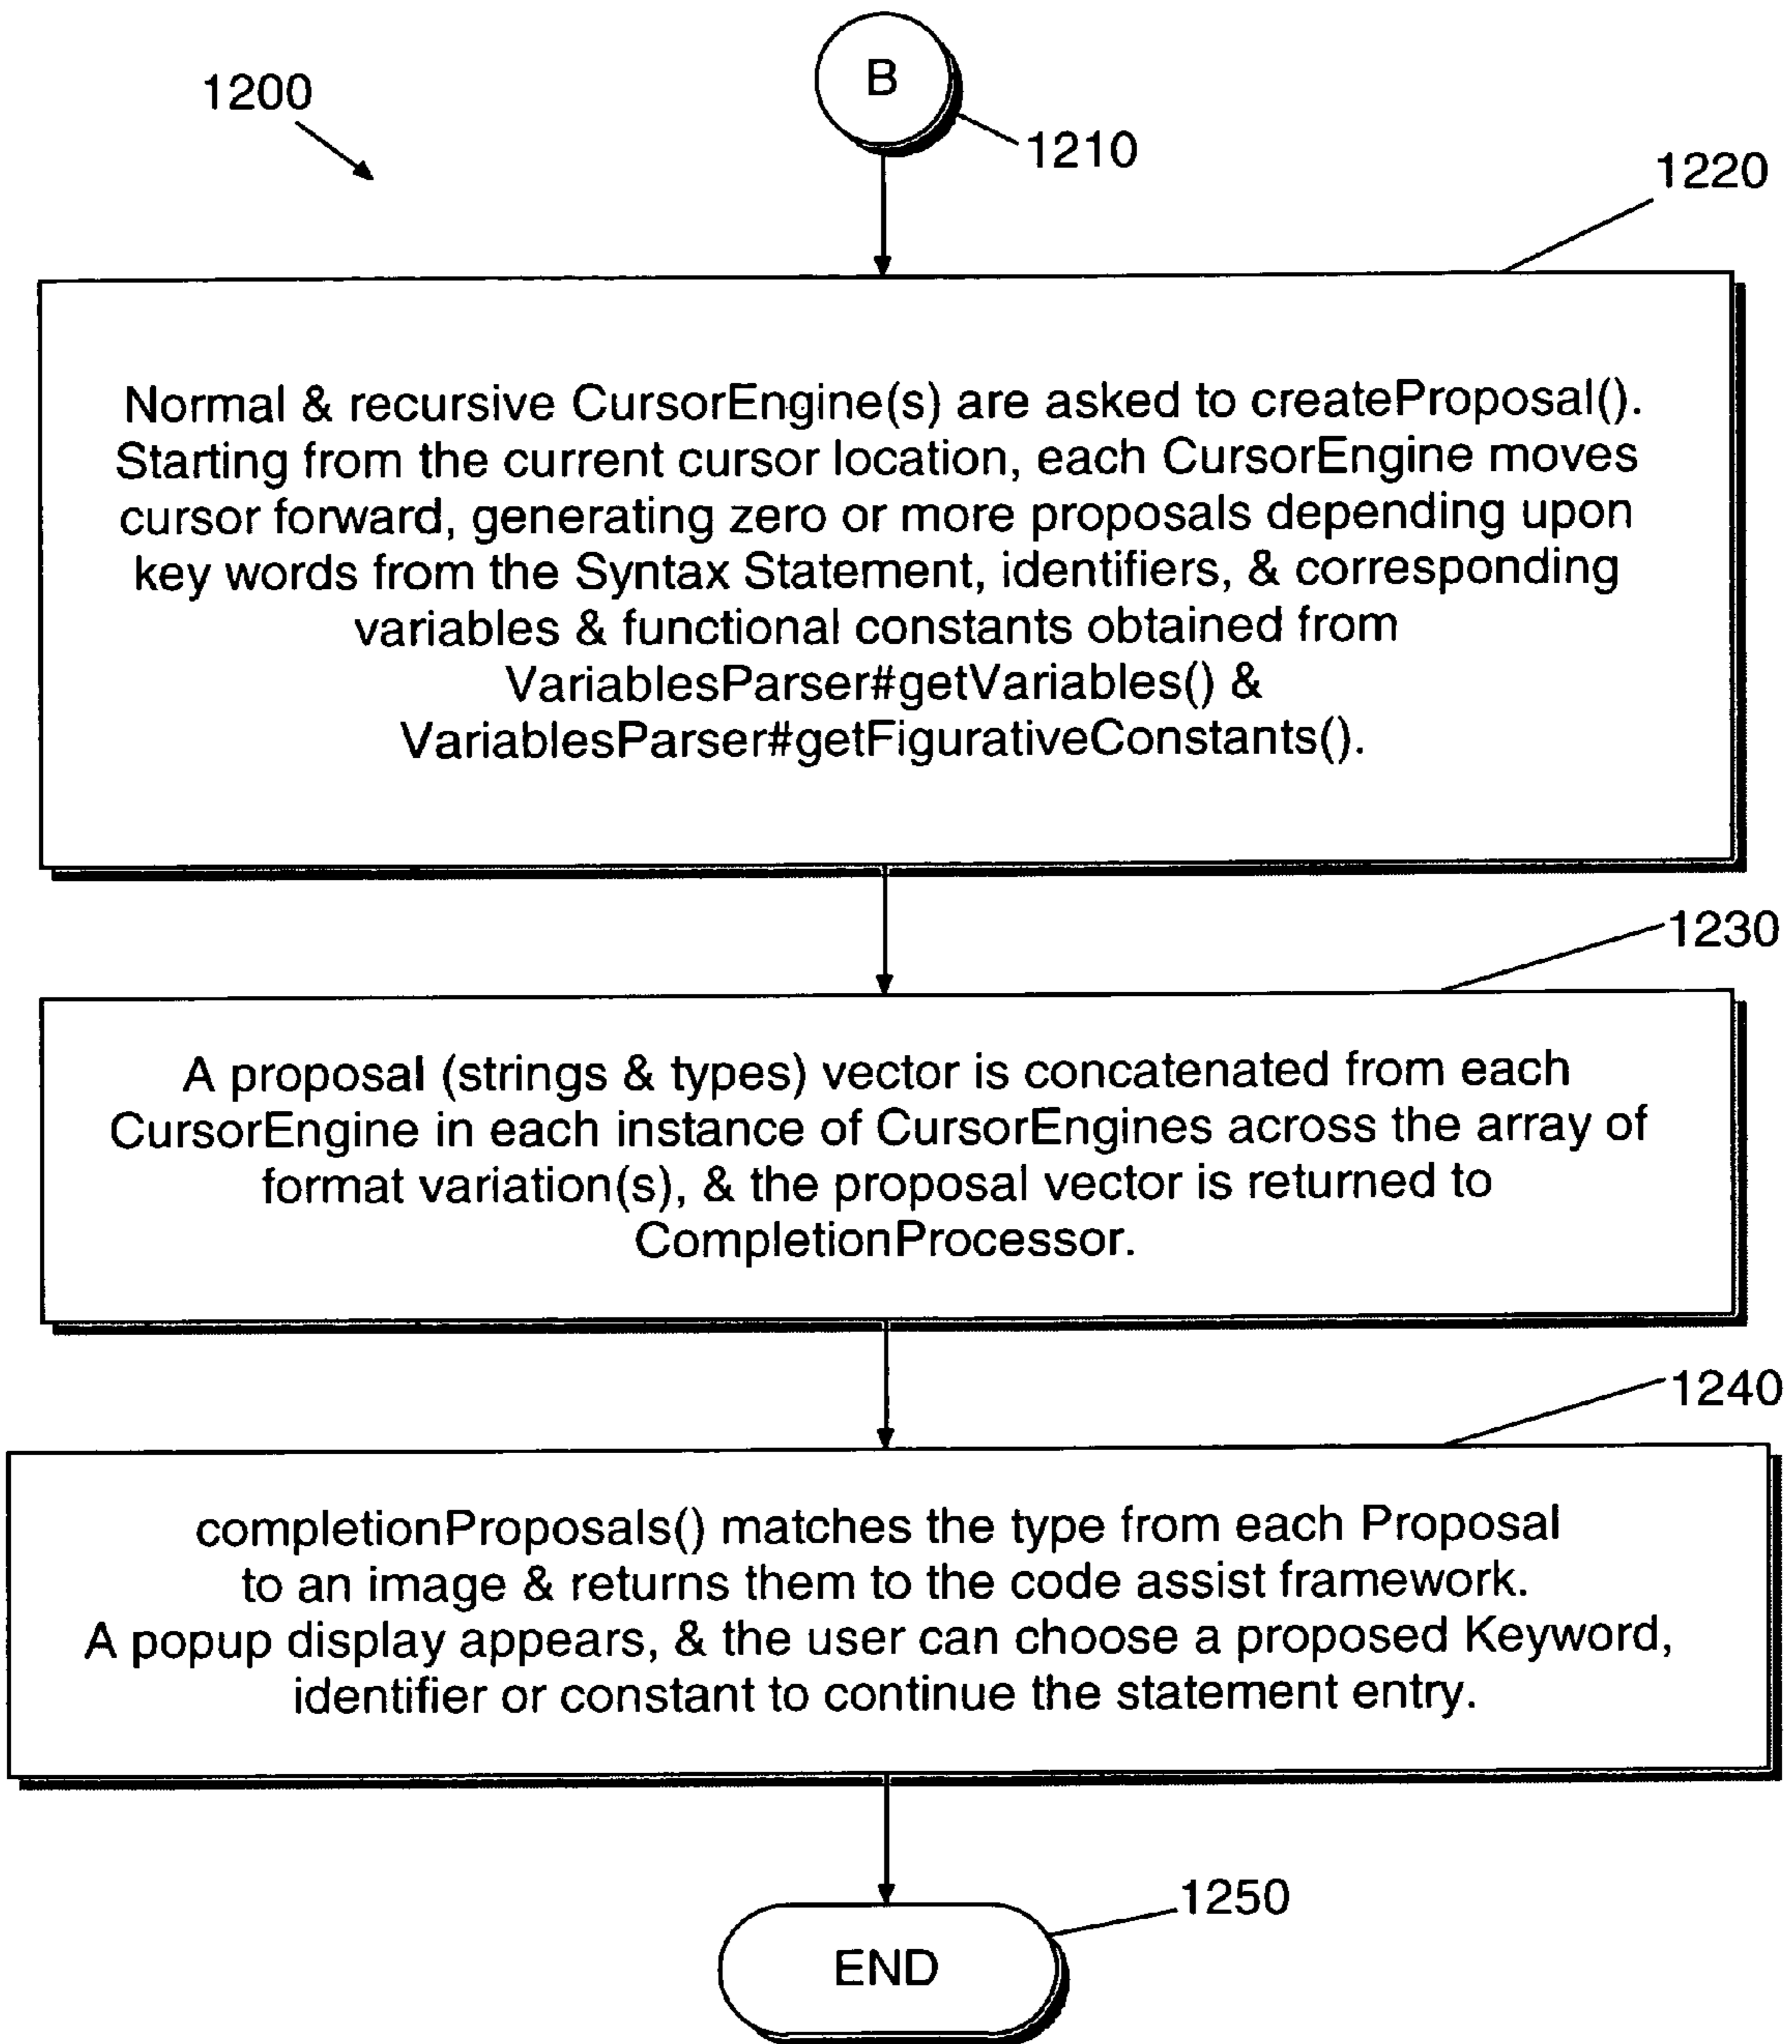 B
1200
1210
1220
Normal & recursive CursorEngine(s) are asked to createProposal().
Starting from the current cursor location, each CursorEngine moves
cursor forward, generating zero or more proposals depending upon
key words from the Syntax Statement, identifiers, & corresponding
variables & functional constants obtained from
VariablesParser#getVariables() &
VariablesParser#getFigurativeConstants().
1230
A proposal (strings & types) vector is concatenated from each
CursorEngine in each instance of CursorEngines across the array of
format variation(s), & the proposal vector is returned to
CompletionProcessor.
1240
completionProposals() matches the type from each Proposal
to an image & returns them to the code assist framework.
A popup display appears, & the user can choose a proposed Keyword,
identifier or constant to continue the statement entry.
1250
END